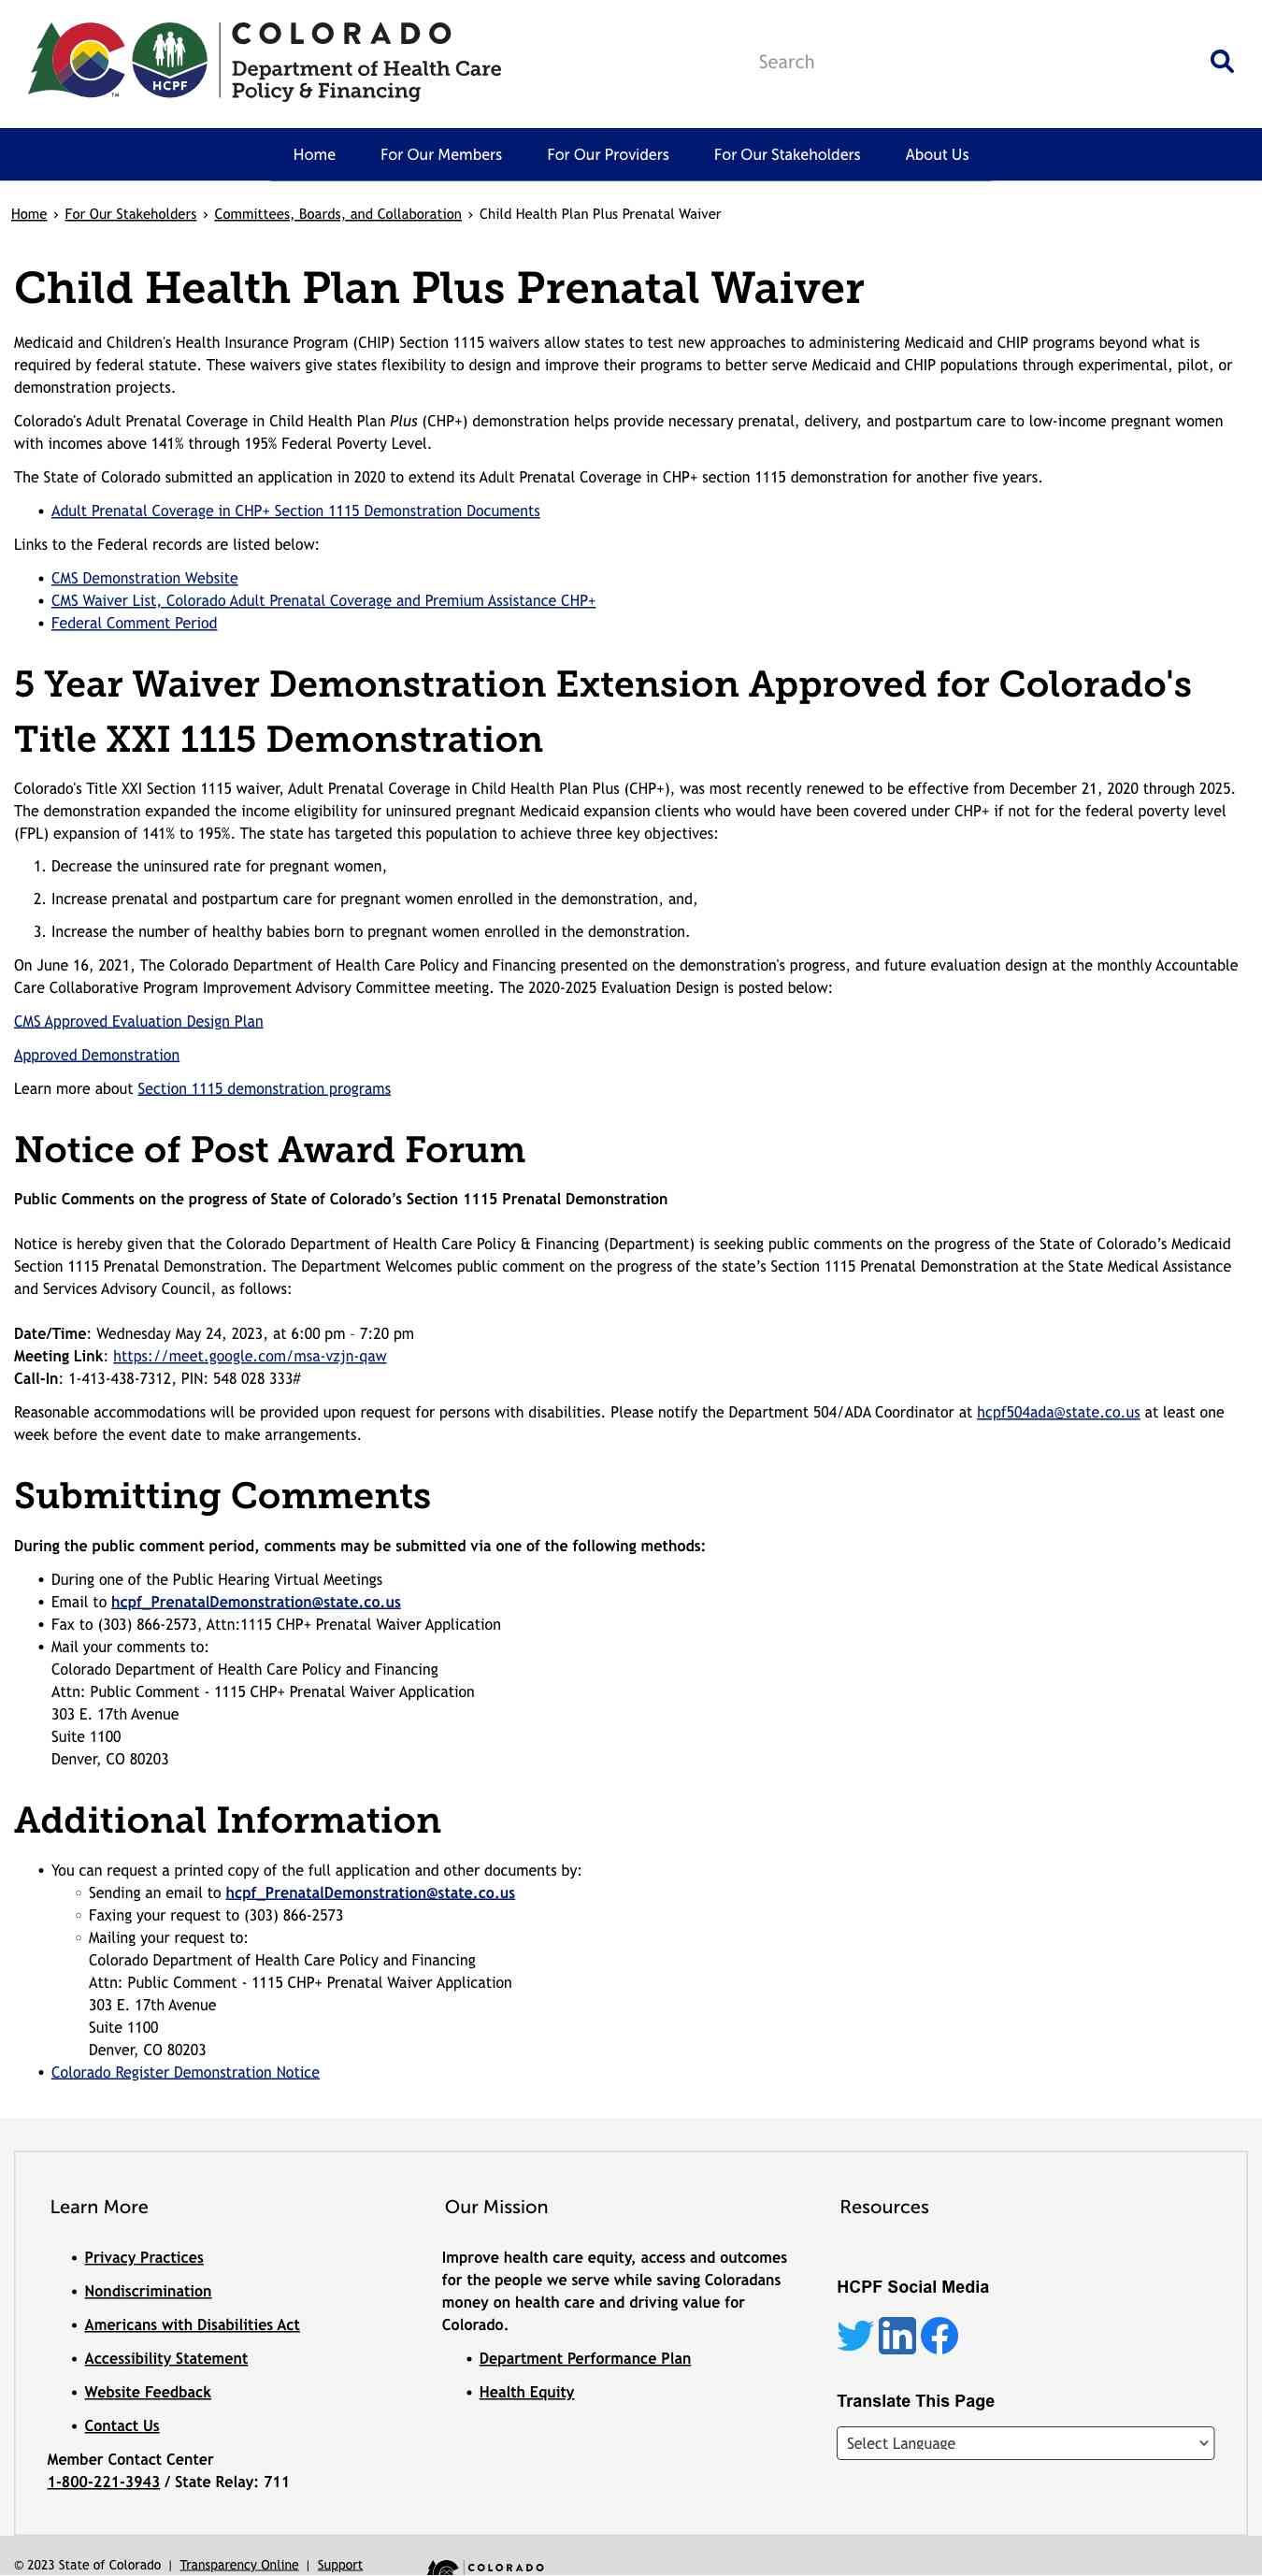 COLORADO
Department of Health Care
Policy & Financing
HCPF
TM
Search
Home For Our Members For Our Providers For Our Stakeholders About Us
Home › For Our Stakeholders › Committees, Boards, and Collaboration › Child Health Plan Plus Prenatal Waiver
Child Health Plan Plus Prenatal Waiver
Medicaid and Children's Health Insurance Program (CHIP) Section 1115 waivers allow states to test new approaches to administering Medicaid and CHIP programs beyond what is
required by federal statute. These waivers give states flexibility to design and improve their programs to better serve Medicaid and CHIP populations through experimental, pilot, or
demonstration projects.
Colorado's Adult Prenatal Coverage in Child Health Plan Plus (CHP+) demonstration helps provide necessary prenatal, delivery, and postpartum care to low-income pregnant women
with incomes above 141% through 195% Federal Poverty Level.
The State of Colorado submitted an application in 2020 to extend its Adult Prenatal Coverage in CHP+ section 1115 demonstration for another five years.
• Adult Prenatal Coverage in CHP+ Section 1115 Demonstration Documents
Links to the Federal records are listed below:
• CMS Demonstration Website
• CMS Waiver List, Colorado Adult Prenatal Coverage and Premium Assistance CHP+
• Federal Comment Period
5 Year Waiver Demonstration Extension Approved for Colorado's
Title XXI 1115 Demonstration
Colorado's Title XXI Section 1115 waiver, Adult Prenatal Coverage in Child Health Plan Plus (CHP+), was most recently renewed to be effective from December 21, 2020 through 2025.
The demonstration expanded the income eligibility for uninsured pregnant Medicaid expansion clients who would have been covered under CHP+ if not for the federal poverty level
(FPL) expansion of 141% to 195%. The state has targeted this population to achieve three key objectives:
1. Decrease the uninsured rate for pregnant women,
2. Increase prenatal and postpartum care for pregnant women enrolled in the demonstration, and,
3. Increase the number of healthy babies born to pregnant women enrolled in the demonstration.
On June 16, 2021, The Colorado Department of Health Care Policy and Financing presented on the demonstration's progress, and future evaluation design at the monthly Accountable
Care Collaborative Program Improvement Advisory Committee meeting. The 2020-2025 Evaluation Design is posted below:
CMS Approved Evaluation Design Plan
Approved Demonstration
Learn more about Section 1115 demonstration programs
Notice of Post Award Forum
Public Comments on the progress of State of Colorado’s Section 1115 Prenatal Demonstration
Notice is hereby given that the Colorado Department of Health Care Policy & Financing (Department) is seeking public comments on the progress of the State of Colorado’s Medicaid
Section 1115 Prenatal Demonstration. The Department Welcomes public comment on the progress of the state’s Section 1115 Prenatal Demonstration at the State Medical Assistance
and Services Advisory Council, as follows:
Date/Time: Wednesday May 24, 2023, at 6:00 pm – 7:20 pm
Meeting Link: https://meet.google.com/msa-vzjn-qaw
Call-In: 1-413-438-7312, PIN: 548 028 333#
Reasonable accommodations will be provided upon request for persons with disabilities. Please notify the Department 504/ADA Coordinator at hcpf504ada@state.co.us at least one
week before the event date to make arrangements.
Submitting Comments
During the public comment period, comments may be submitted via one of the following methods:
• During one of the Public Hearing Virtual Meetings
• Email to hcpf_PrenatalDemonstration@state.co.us
• Fax to (303) 866-2573, Attn:1115 CHP+ Prenatal Waiver Application
• Mail your comments to:
Colorado Department of Health Care Policy and Financing
Attn: Public Comment - 1115 CHP+ Prenatal Waiver Application
303 E. 17th Avenue
Suite 1100
Denver, CO 80203
Additional Information
• You can request a printed copy of the full application and other documents by:
◦ Sending an email to hcpf_PrenatalDemonstration@state.co.us
◦ Faxing your request to (303) 866-2573
◦ Mailing your request to:
Colorado Department of Health Care Policy and Financing
Attn: Public Comment - 1115 CHP+ Prenatal Waiver Application
303 E. 17th Avenue
Suite 1100
Denver, CO 80203
• Colorado Register Demonstration Notice
Learn More
• Privacy Practices
• Nondiscrimination
• Americans with Disabilities Act
• Accessibility Statement
• Website Feedback
• Contact Us
Member Contact Center
1-800-221-3943 / State Relay: 711
Our Mission
Improve health care equity, access and outcomes
for the people we serve while saving Coloradans
money on health care and driving value for
Colorado.
• Department Performance Plan
• Health Equity
Resources
HCPF Social Media
Translate This Page
Select Language
© 2023 State of Colorado | Transparency Online | Support
COLORADO